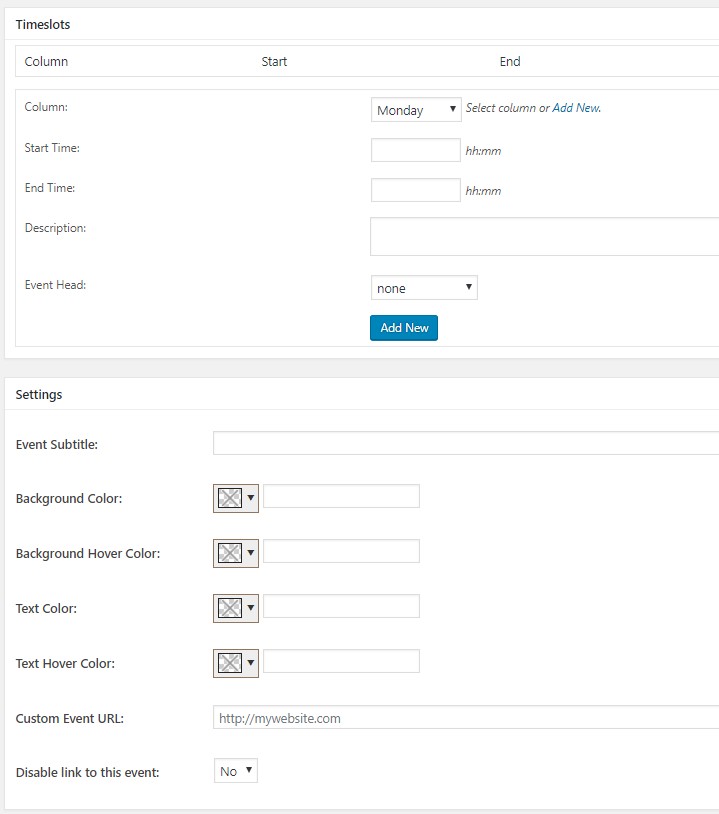 Timeslots
Column Start End
Column: Monday Select column or Add New.
Start Time: hh:mm
End Time: hh:mm
Description:
Event Head: none
Add New
Settings
Event Subtitle:
Background Color:
Background Hover Color:
Text Color:
Text Hover Color:
Custom Event URL: http://mywebsite.com
Disable link to this event: No